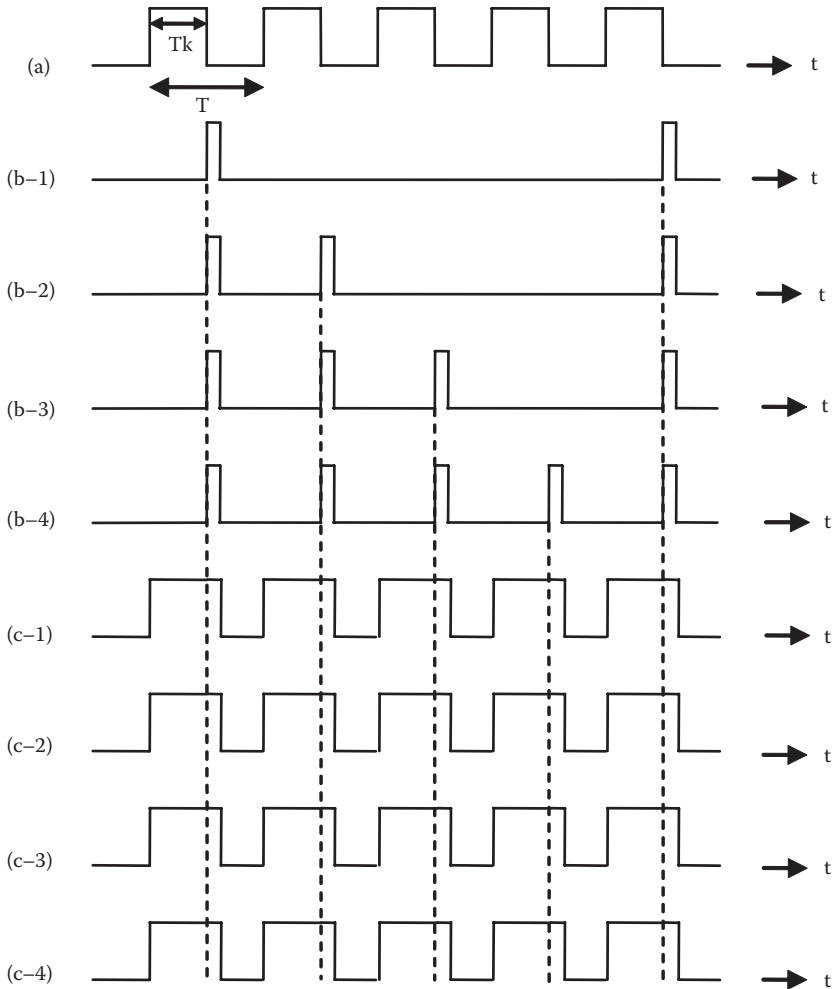 Tk
(a) t
T
(b–1) t
(b–2) t
(b–3) t
(b–4) t
(c–1) t
(c–2) t
(c–3) t
(c–4) t